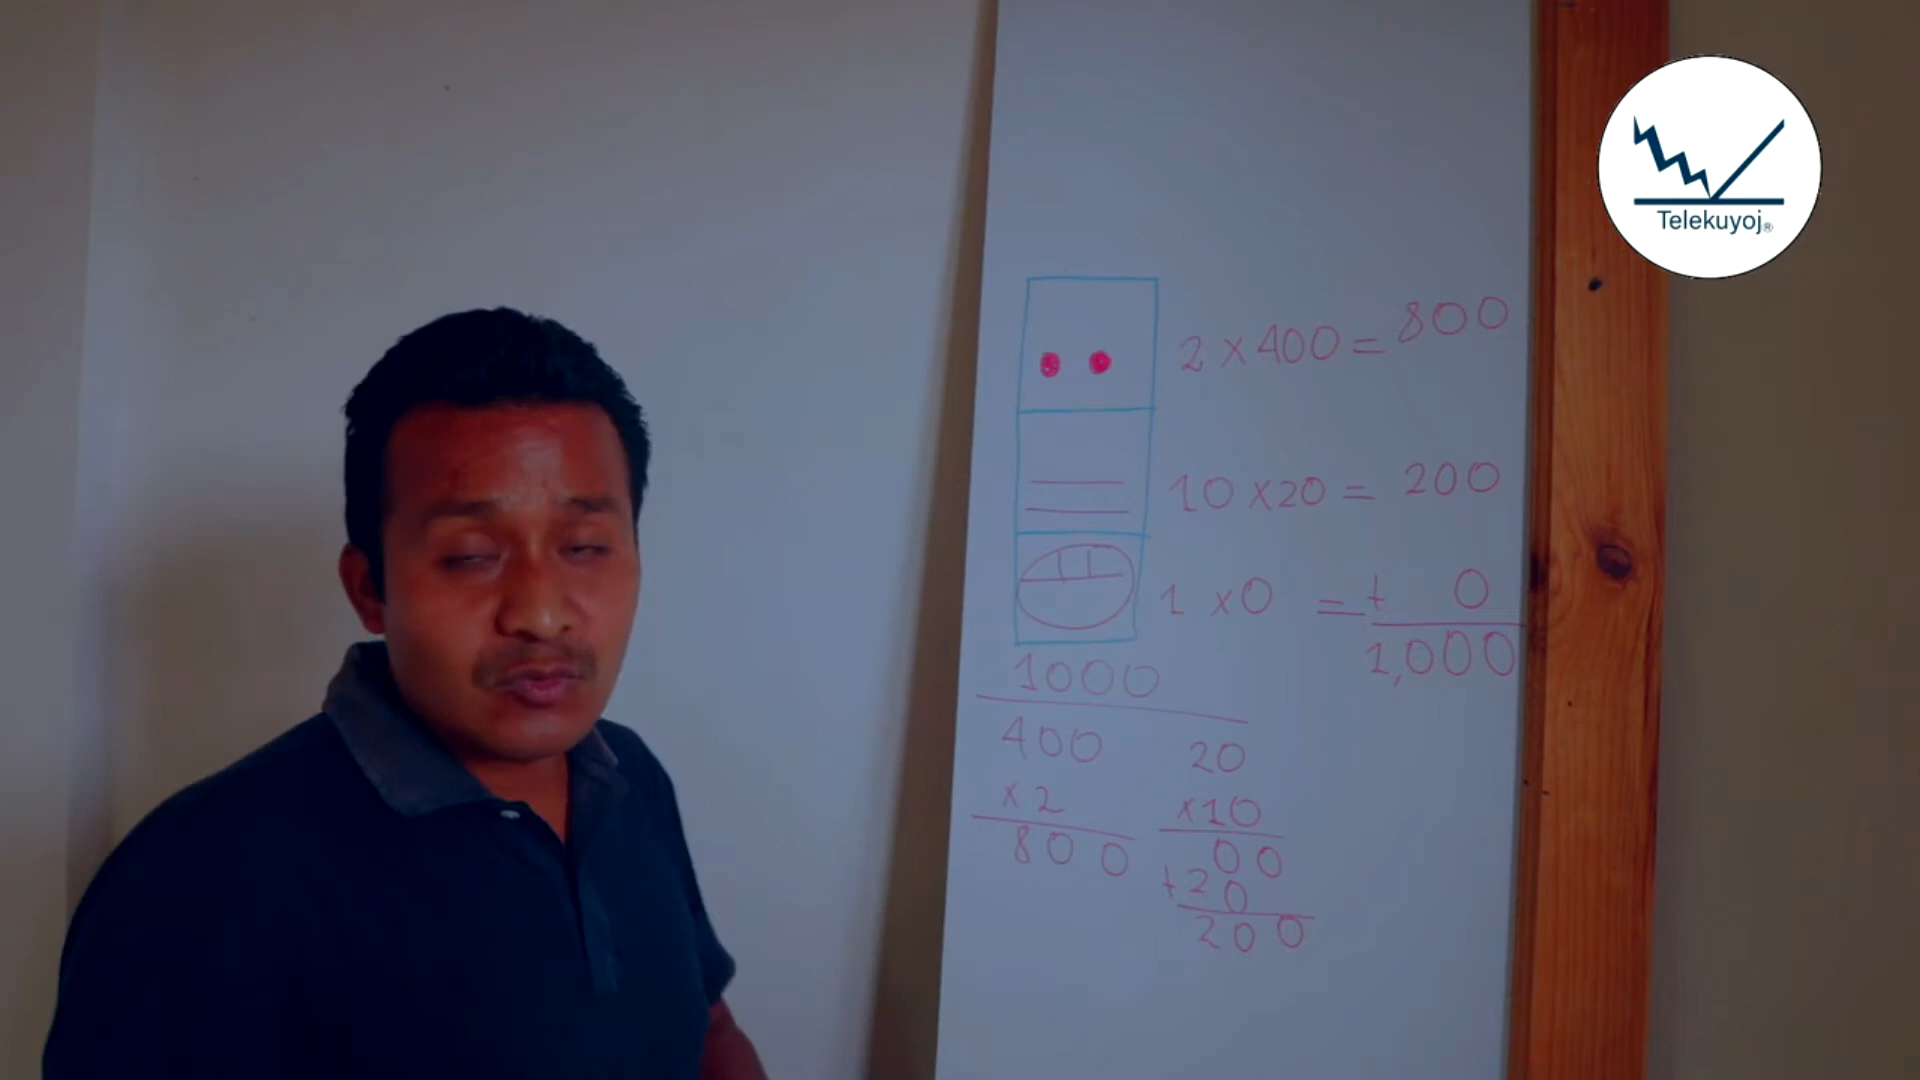 Telekuyoj®
2 x 400 = 800
10 x 20 = 200
1 x 0 = + 0
1,000
1000
400 20
x 2 x 10
800 00
+ 20
200